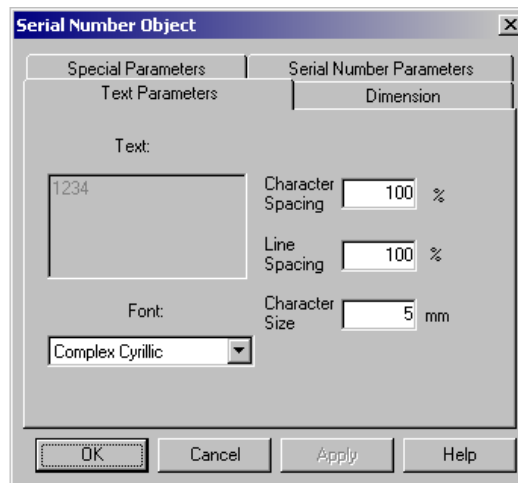 Serial Number Object
Special Parameters
Serial Number Parameters
Text Parameters
Dimension
Text:
1234
Character
Spacing
100 %
Line
Spacing
100 %
Font:
Complex Cyrillic
Character
Size
5 mm
OK
Cancel
Apply
Help